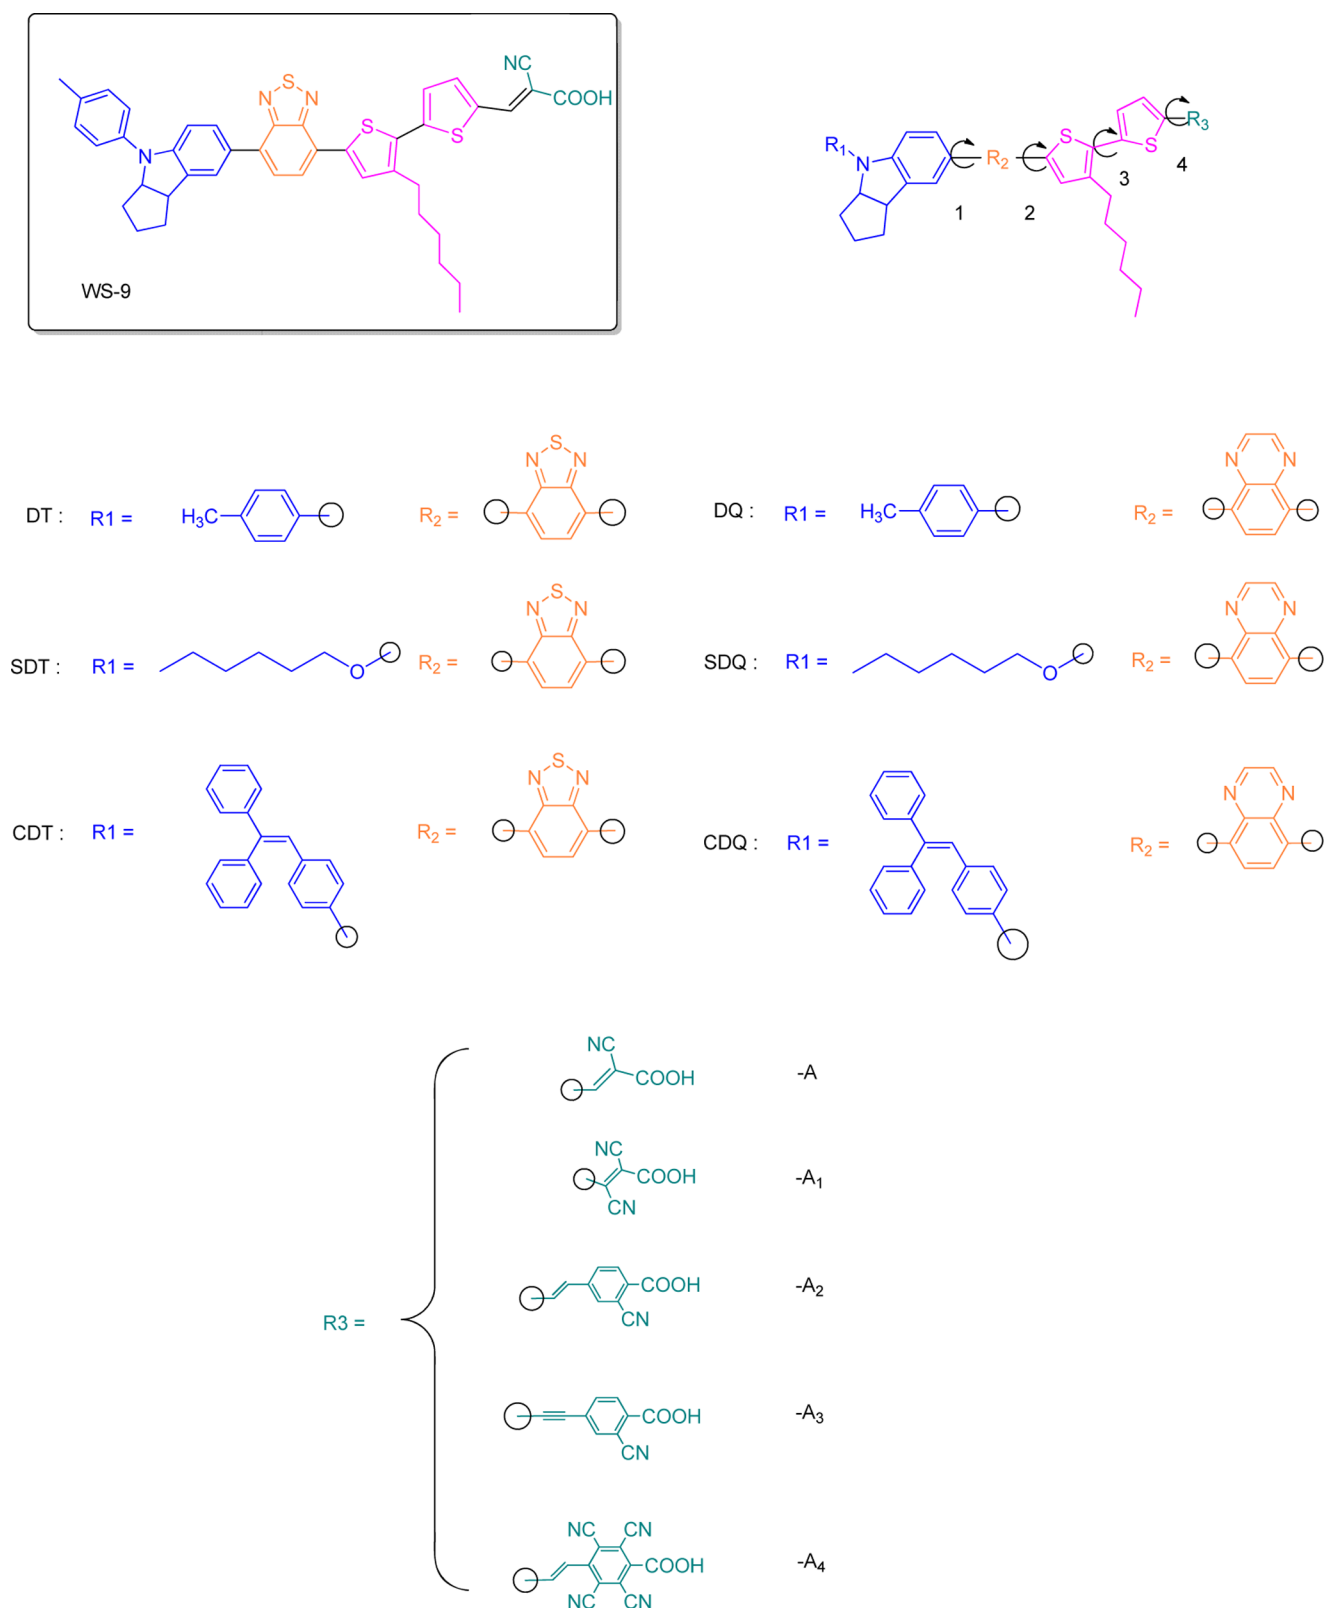 NC
COOH
N S N
S
S
N
WS-9
R1
N
R2
S
S
R3
1 2 3 4
DT : R1 = H3C R2 = N S N
DQ : R1 = H3C R2 = N N
SDT : R1 = O R2 = N S N
SDQ : R1 = O R2 = N N
CDT : R1 = R2 = N S N
CDQ : R1 = R2 = N N
R3 =
NC
COOH -A
NC
COOH -A1
CN
COOH -A2
CN
COOH -A3
CN
NC CN
COOH -A4
NC CN